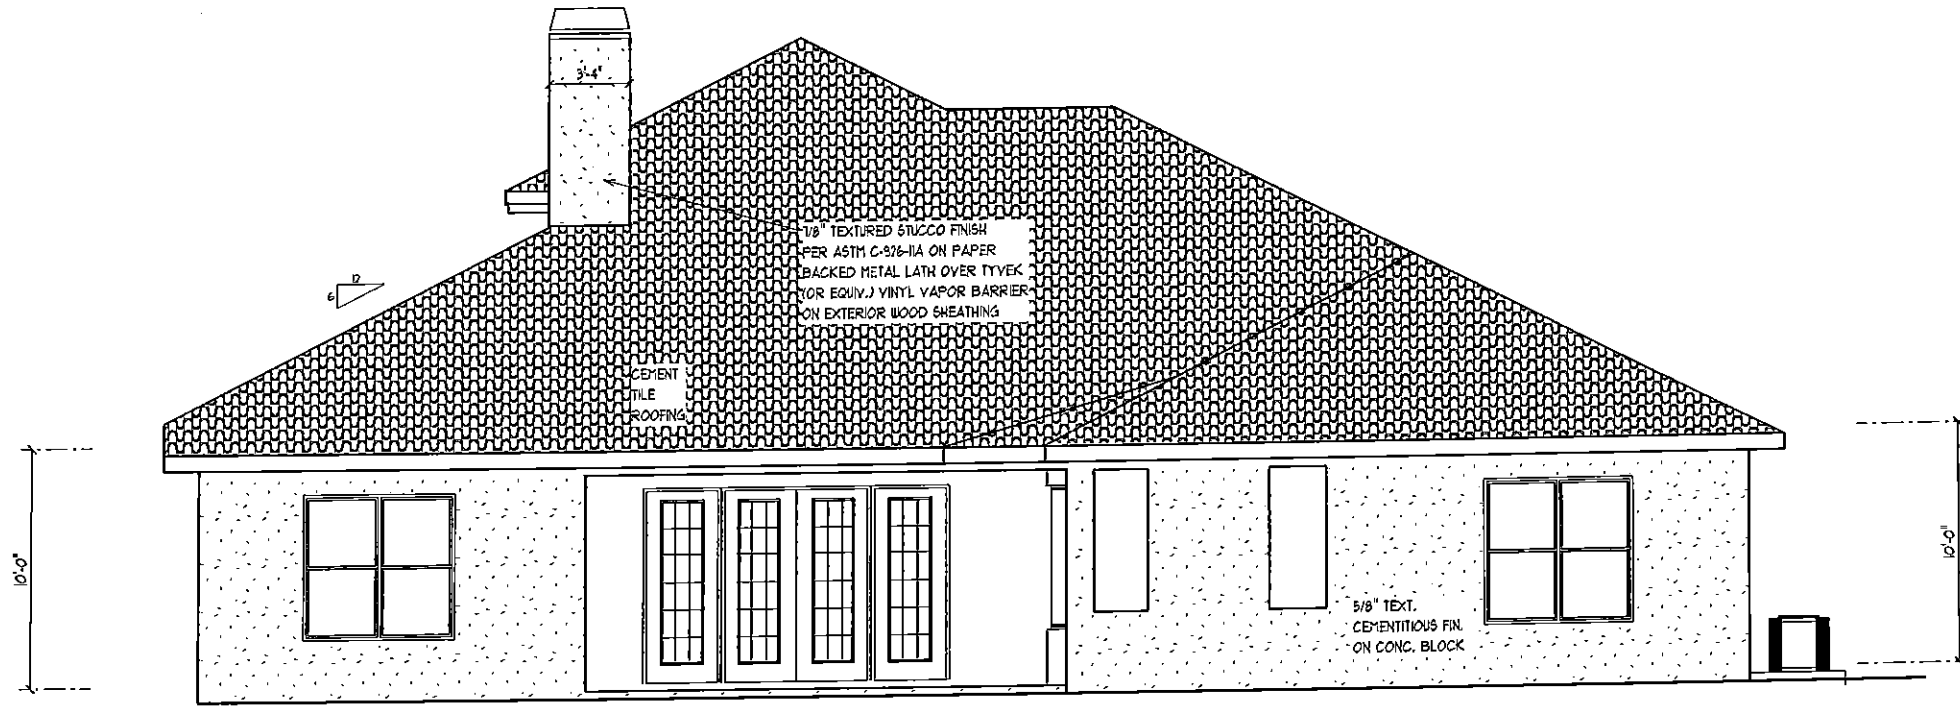 3'-4"
7/8" TEXTURED STUCCO FINISH
PER ASTM C-926-11A ON PAPER
BACKED METAL LATH OVER TYVEK
(OR EQUIV.) VINYL VAPOR BARRIER
ON EXTERIOR WOOD SHEATHING
12
6
CEMENT
TILE
ROOFING
10'-0"
10'-0"
5/8" TEXT.
CEMENTITIOUS FIN.
ON CONC. BLOCK